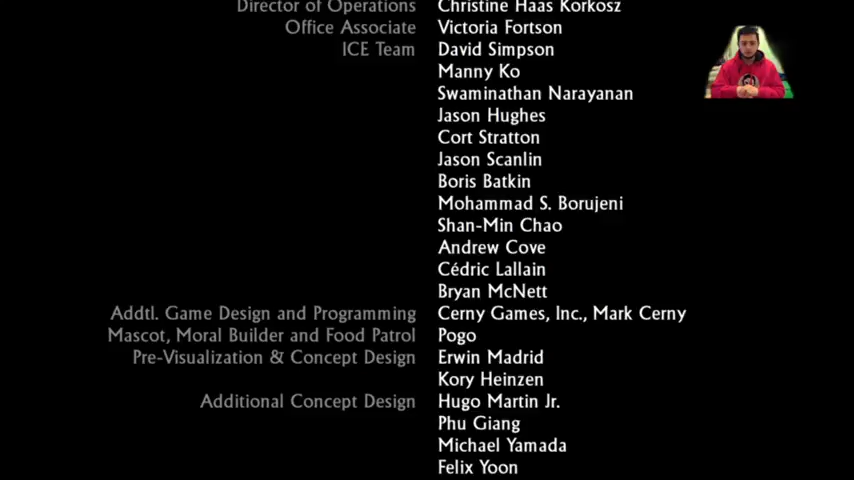 Director of Operations Christine Haas Korkosz
Office Associate Victoria Fortson
ICE Team David Simpson
Manny Ko
Swaminathan Narayanan
Jason Hughes
Cort Stratton
Jason Scanlin
Boris Batkin
Mohammad S. Borujeni
Shan-Min Chao
Andrew Cove
Cédric Lallain
Bryan McNett
Addtl. Game Design and Programming Cerny Games, Inc., Mark Cerny
Mascot, Moral Builder and Food Patrol Pogo
Pre-Visualization & Concept Design Erwin Madrid
Kory Heinzen
Additional Concept Design Hugo Martin Jr.
Phu Giang
Michael Yamada
Felix Yoon